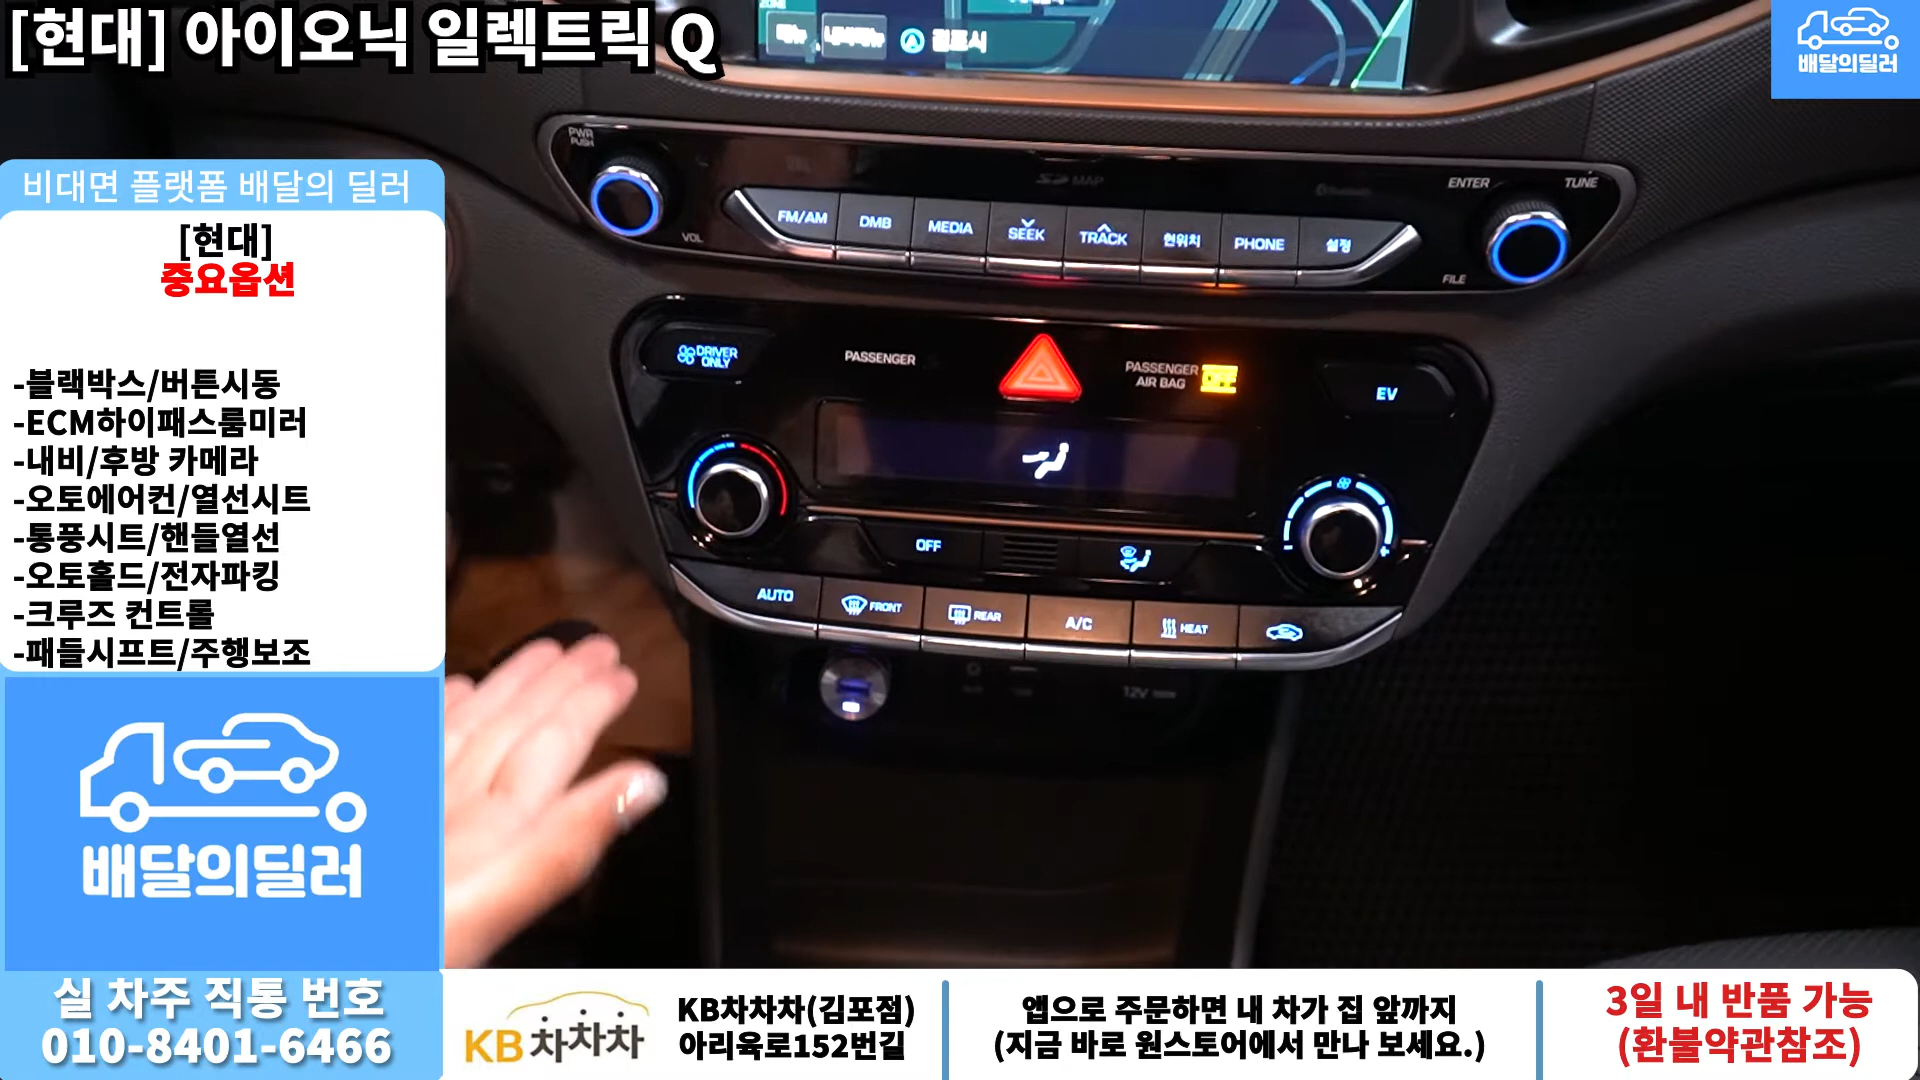 [현대] 아이오닉 일렉트릭 Q
김포시
배달의딜러
비대면 플랫폼 배달의 딜러
[현대]
중요옵션
-블랙박스/버튼시동
-ECM하이패스룸미러
-내비/후방 카메라
-오토에어컨/열선시트
-통풍시트/핸들열선
-오토홀드/전자파킹
-크루즈 컨트롤
-패들시프트/주행보조
배달의딜러
실 차주 직통 번호
010-8401-6466
PWR
PUSH
VOL
MAP
ENTER
TUNE
FILE
FM/AM DMB MEDIA SEEK TRACK 현위치 PHONE 설정
DRIVER
ONLY
PASSENGER
PASSENGER
AIR BAG OFF
EV
OFF
AUTO FRONT REAR A/C HEAT
12V
KB차차차
KB차차차(김포점)
아리육로152번길
앱으로 주문하면 내 차가 집 앞까지
(지금 바로 원스토어에서 만나 보세요.)
3일 내 반품 가능
(환불약관참조)